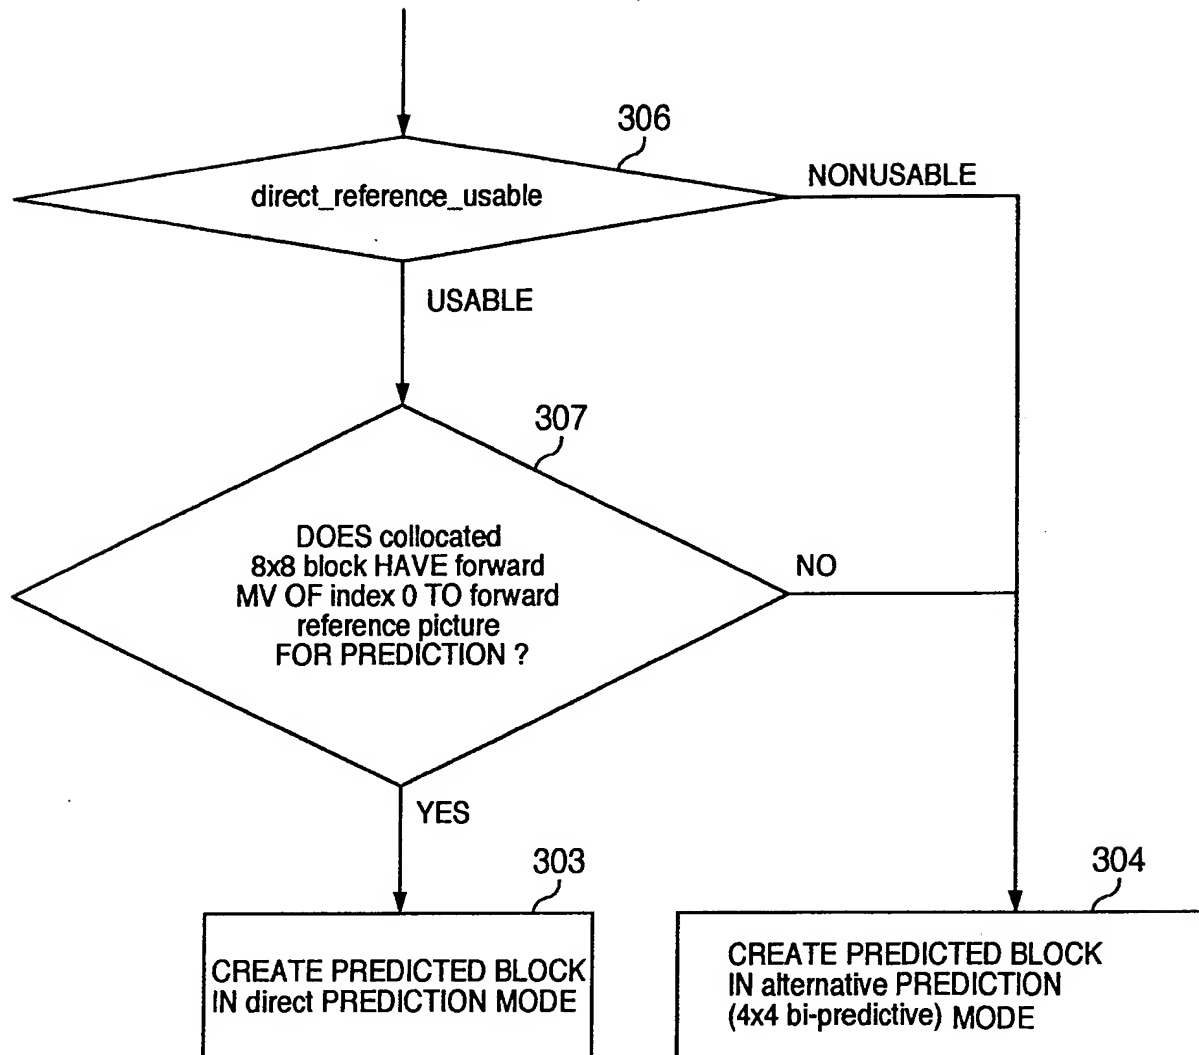 306
direct_reference_usable
NONUSABLE
USABLE
307
DOES collocated
8x8 block HAVE forward
MV OF index 0 TO forward
reference picture
FOR PREDICTION ?
NO
YES
303
CREATE PREDICTED BLOCK
IN direct PREDICTION MODE
304
CREATE PREDICTED BLOCK
IN alternative PREDICTION
(4x4 bi-predictive) MODE